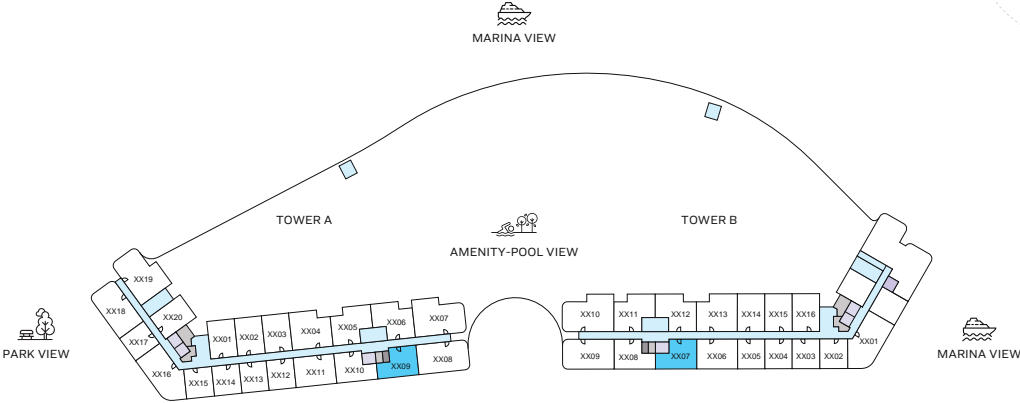 MARINA VIEW
TOWER A
TOWER B
AMENITY-POOL VIEW
PARK VIEW
MARINA VIEW
XX19
XX18
XX20
XX17
XX16
XX01
XX02
XX03
XX04
XX05
XX06
XX07
XX15
XX14
XX13
XX12
XX11
XX10
XX09
XX08
XX10
XX11
XX12
XX13
XX14
XX15
XX16
XX01
XX09
XX08
XX07
XX06
XX05
XX04
XX03
XX02